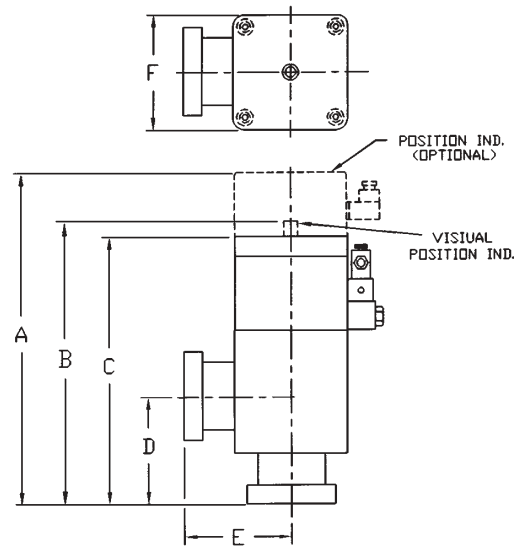 F
POSITION IND.
(OPTIONAL)
VISIUAL
POSITION IND.
A
B
C
D
E